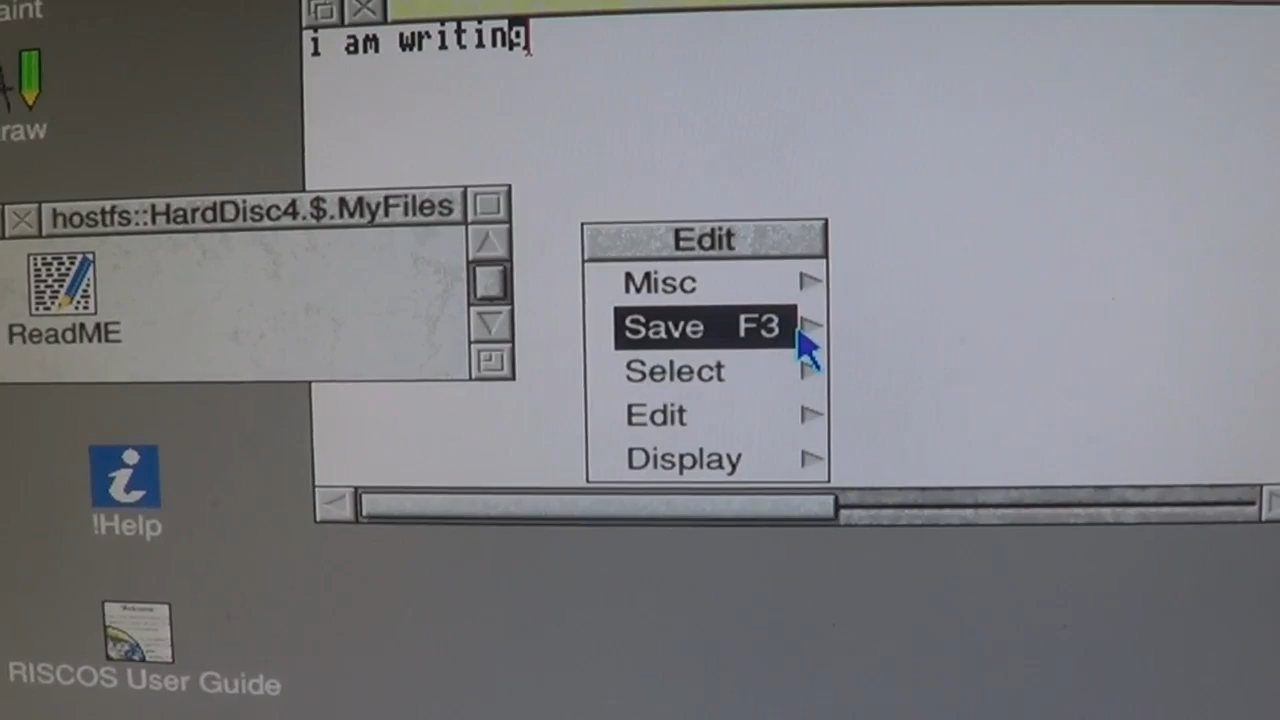 aint
raw
i am writing
hostfs::HardDisc4.$.MyFiles
ReadME
Edit
Misc
Save F3
Select
Edit
Display
!Help
RISCOS User Guide